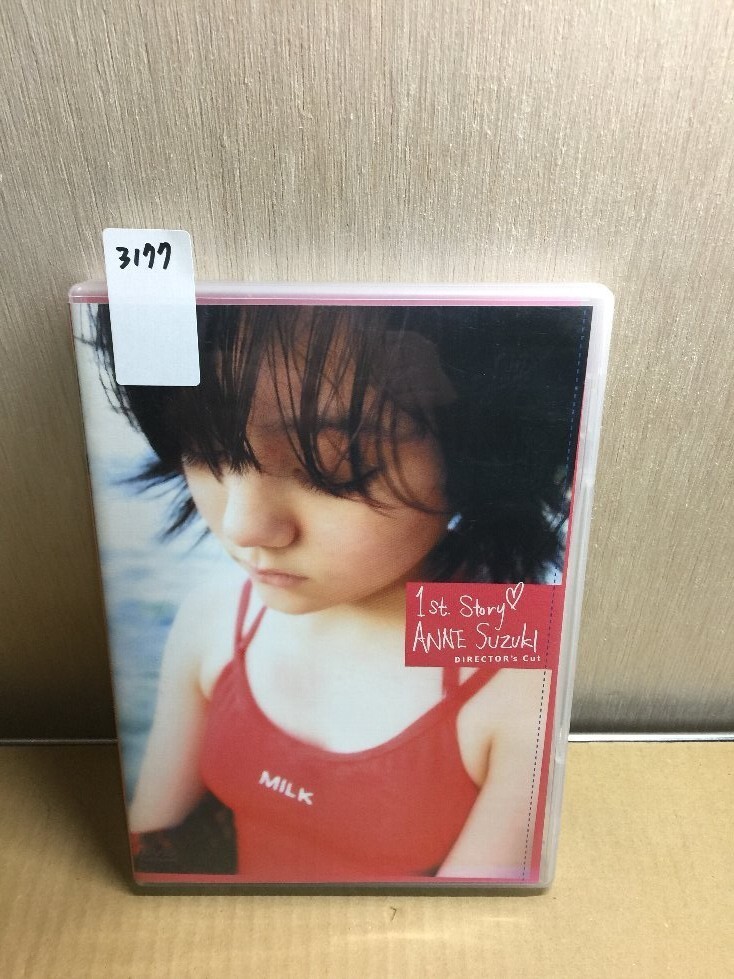 3177
1st. Story♡
ANNE SUZUKI
DIRECTOR's Cut
MILK